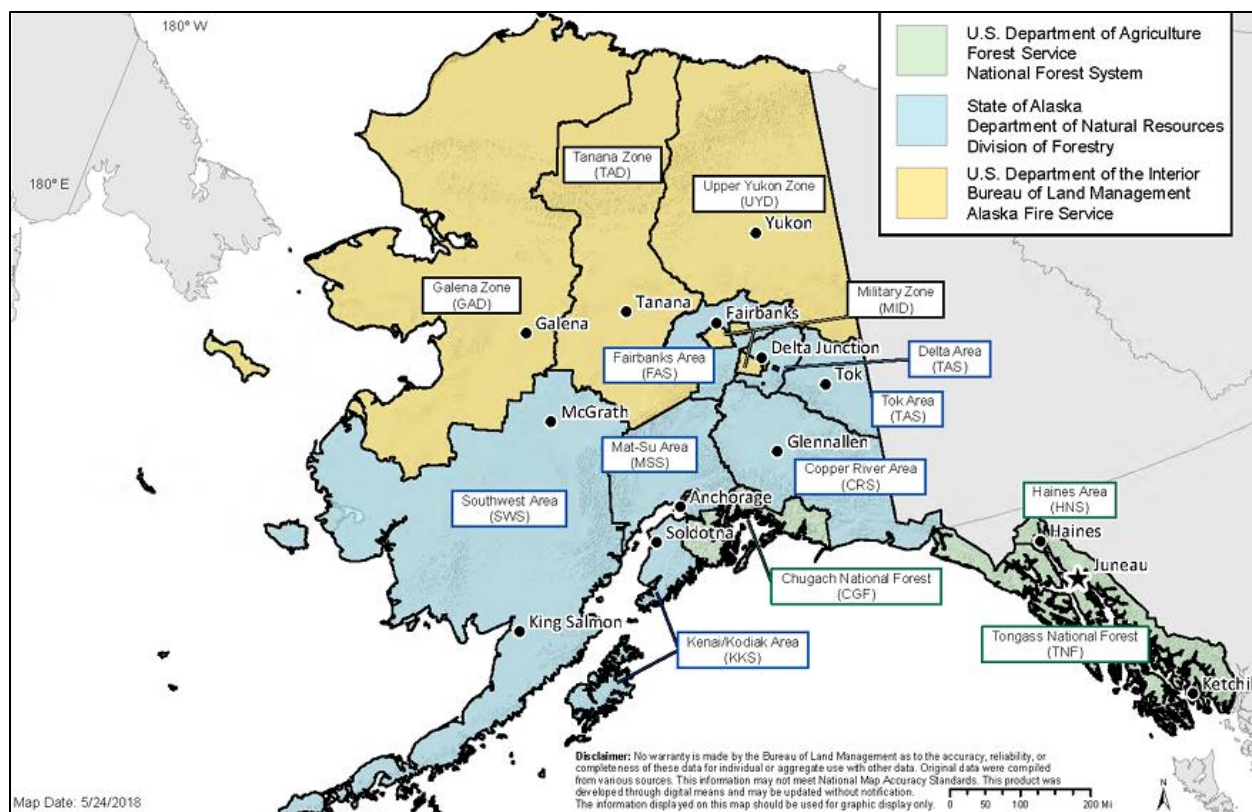 180° W
180° E
U.S. Department of Agriculture
Forest Service
National Forest System
State of Alaska
Department of Natural Resources
Division of Forestry
U.S. Department of the Interior
Bureau of Land Management
Alaska Fire Service
Tanana Zone
(TAD)
Upper Yukon Zone
(UYD)
Yukon
Galena Zone
(GAD)
Galena
Tanana
Military Zone
(MID)
Fairbanks
Fairbanks Area
(FAS)
Delta Junction
Delta Area
(TAS)
Tok
Tok Area
(TAS)
McGrath
Mat-Su Area
(MSS)
Glennallen
Copper River Area
(CRS)
Southwest Area
(SWS)
Anchorage
Soldotna
Haines Area
(HNS)
Haines
Juneau
Chugach National Forest
(CGF)
King Salmon
Kenai/Kodiak Area
(KKS)
Tongass National Forest
(TNF)
Ketchil
Disclaimer: No warranty is made by the Bureau of Land Management as to the accuracy, reliability, or
completeness of these data for individual or aggregate use with other data. Original data were compiled
from various sources. This information may not meet National Map Accuracy Standards. This product was
developed through digital means and may be updated without notification.
The information displayed on this map should be used for graphic display only.
0 50 100 200 Mi
N
Map Date: 5/24/2018